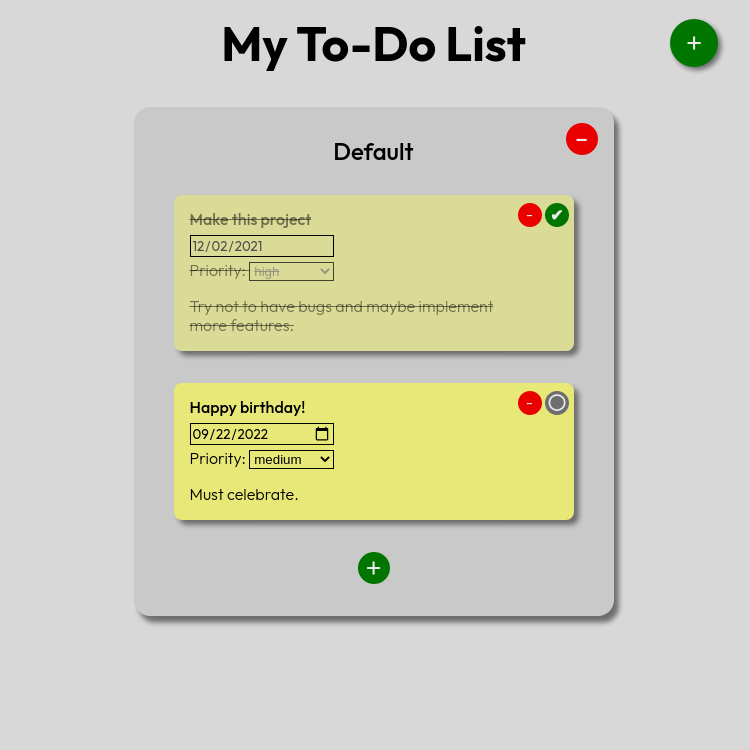 My To-Do List
+
Default
–
Make this project
- ✔
12/02/2021
Priority: high
Try not to have bugs and maybe implement
more features.
Happy birthday!
-
09/22/2022
Priority: medium
Must celebrate.
+